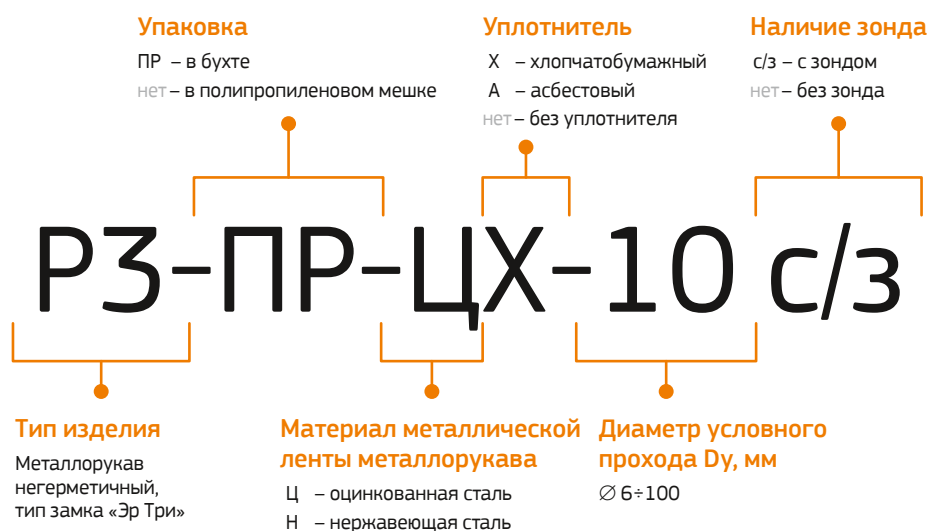 Упаковка
ПР – в бухте
нет – в полипропиленовом мешке
Уплотнитель
Х – хлопчатобумажный
А – асбестовый
нет – без уплотнителя
Наличие зонда
с/з – с зондом
нет – без зонда
Р3-ПР-ЦХ-10 с/з
Тип изделия
Металлорукав
негерметичный,
тип замка «Эр Три»
Материал металлической
ленты металлорукава
Ц – оцинкованная сталь
Н – нержавеющая сталь
Диаметр условного
прохода Dy, мм
∅ 6÷100